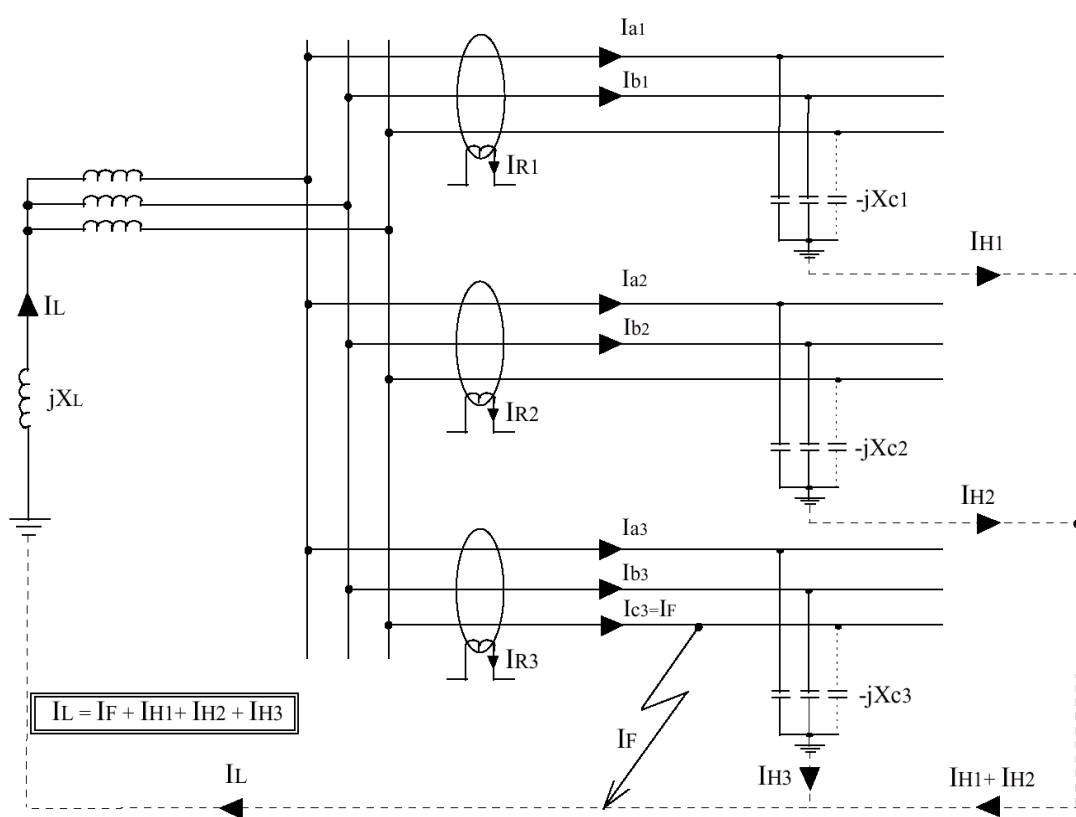 Ia1
Ib1
IR1
-jXc1
IH1
Ia2
IL
Ib2
jXL
IR2
-jXc2
IH2
Ia3
Ib3
Ic3=IF
IR3
-jXc3
IL = IF + IH1+ IH2 + IH3
IF
IL
IH3
IH1+ IH2